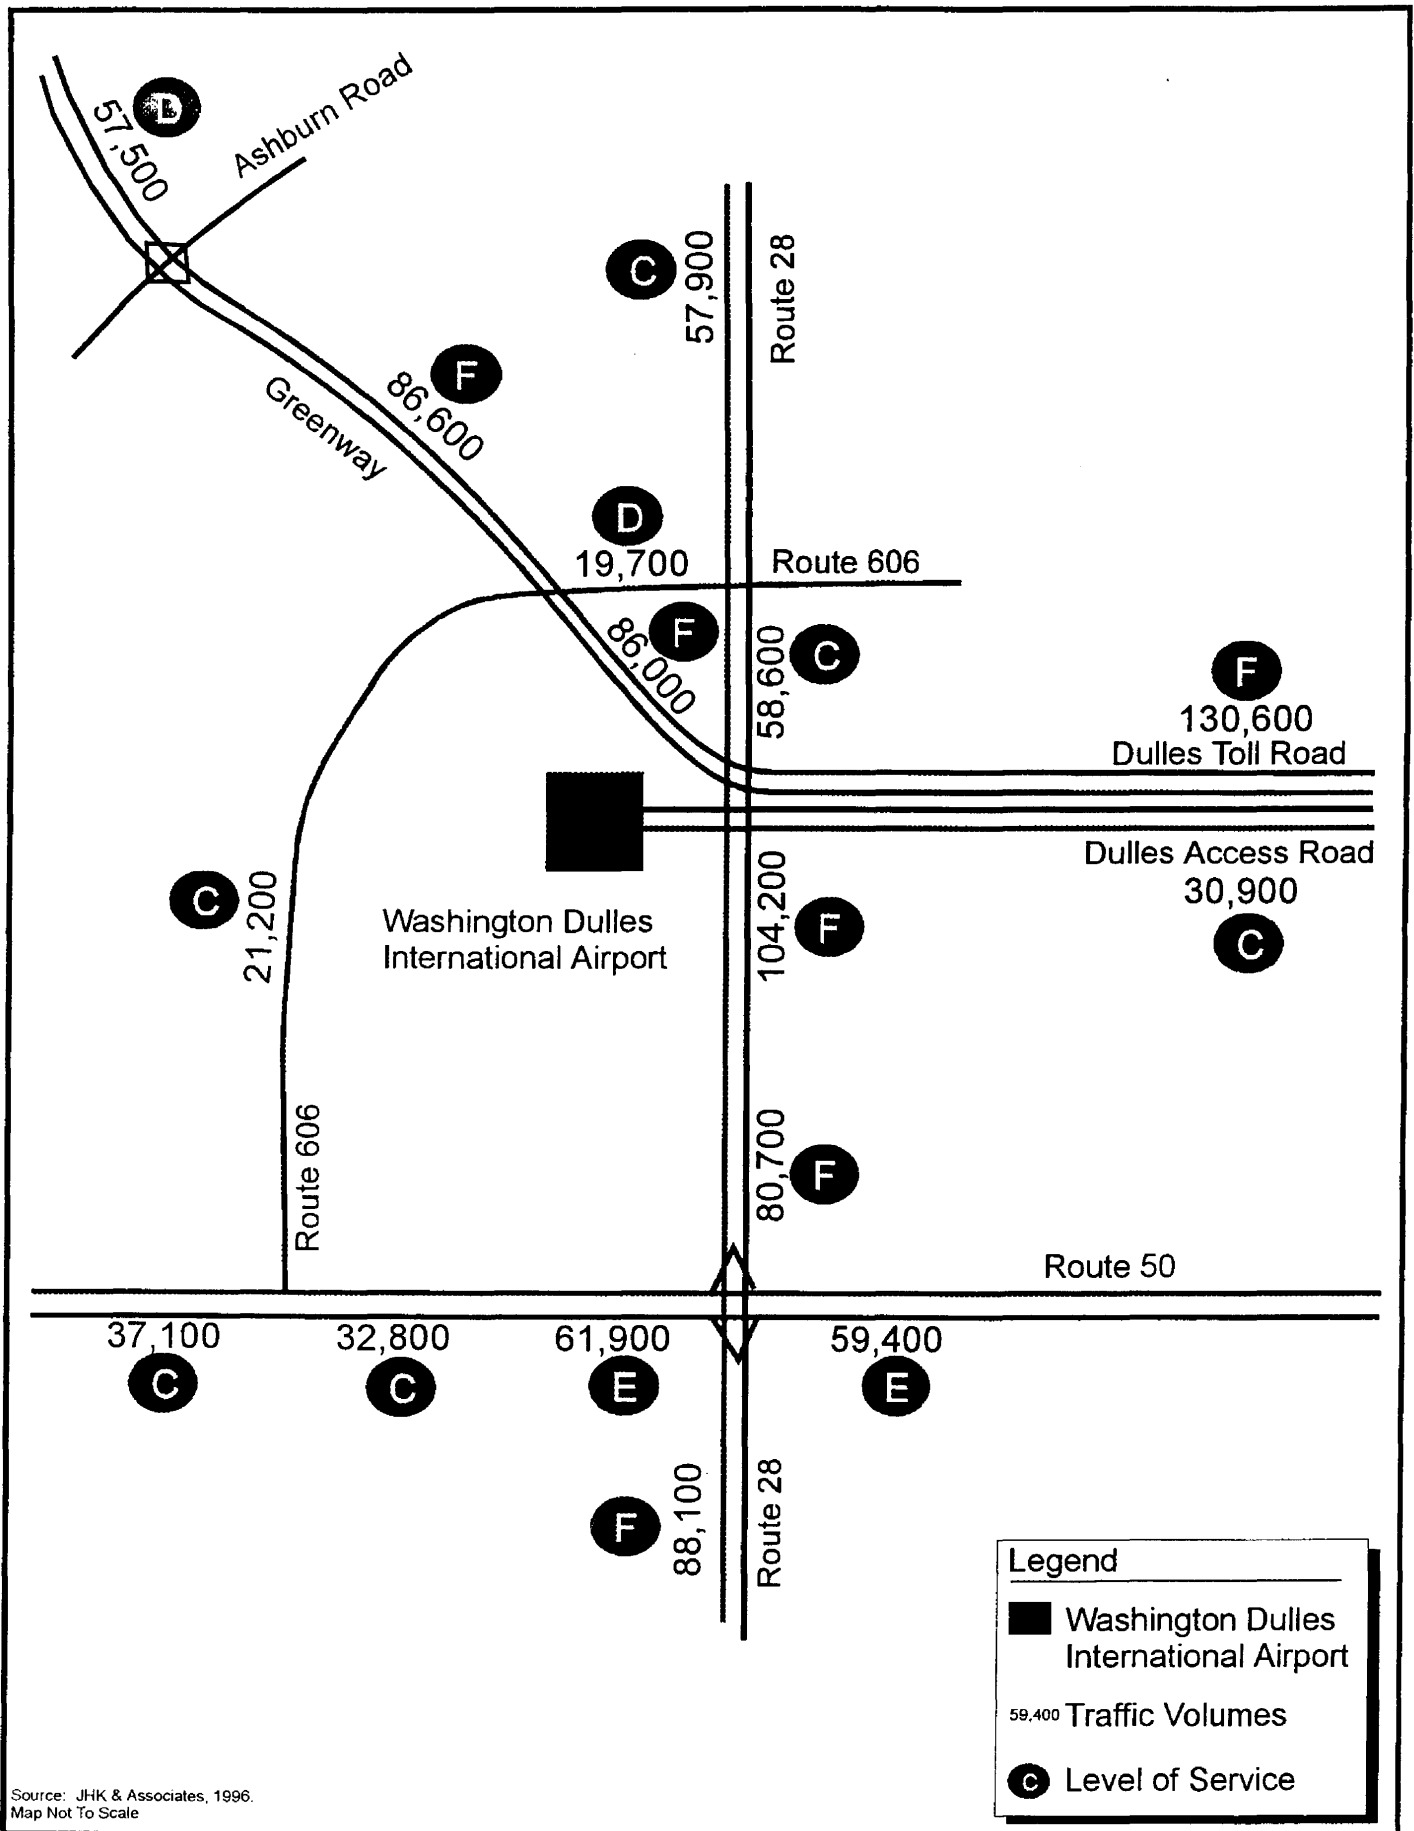 D
57,500
Ashburn Road
C
57,900
Route 28
F
86,600
Greenway
D
19,700
Route 606
F
86,000
58,600
C
F
130,600
Dulles Toll Road
Dulles Access Road
30,900
C
C
21,200
Washington Dulles
International Airport
104,200
F
Route 606
80,700
F
Route 50
37,100
32,800
61,900
59,400
C
C
E
E
F
88,100
Route 28
Legend
Washington Dulles
International Airport
59,400 Traffic Volumes
C Level of Service
Source: JHK & Associates, 1996.
Map Not To Scale